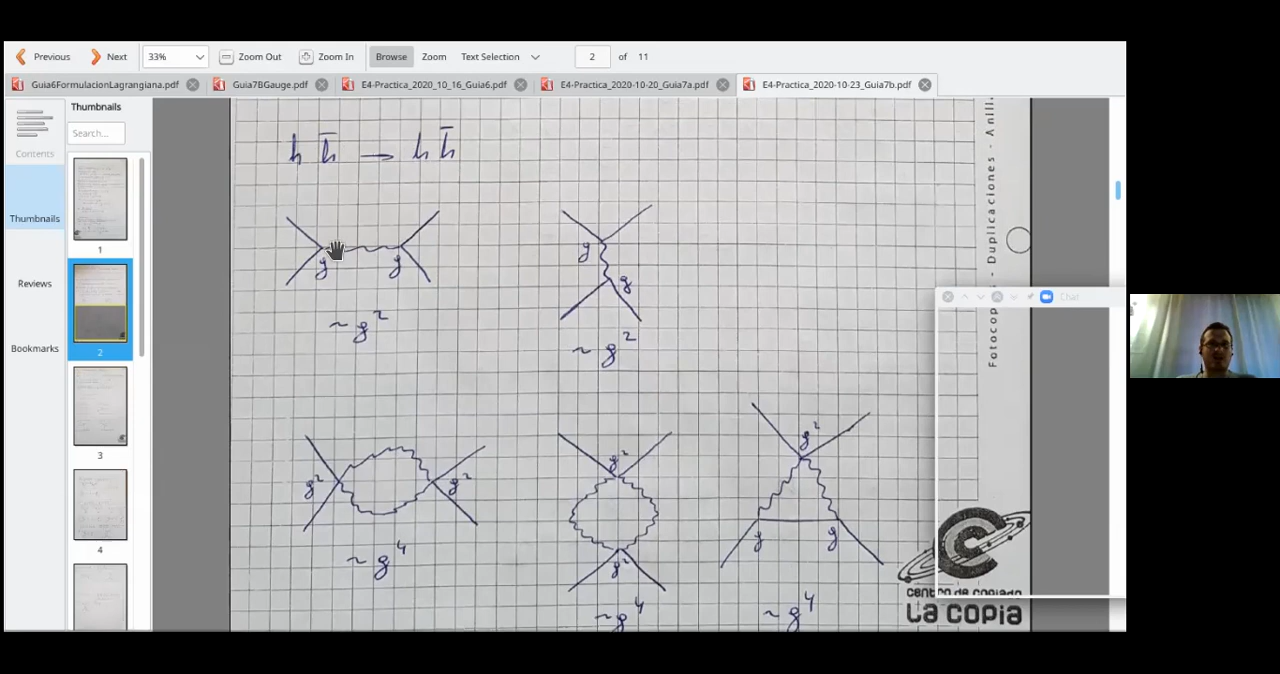 Previous Next 33% Zoom Out Zoom In Browse Zoom Text Selection 2 of 11
Guia6FormulacionLagrangiana.pdf Guia7BGauge.pdf E4-Practica_2020_10_16_Guia6.pdf E4-Practica_2020-10-20_Guia7a.pdf E4-Practica_2020-10-23_Guia7b.pdf
Contents
Thumbnails
Reviews
Bookmarks
Thumbnails
Search...
1
2
3
4
h h̅ → h h̅
g g
~ g²
g
g
~ g²
g² g²
~ g⁴
g²
g²
~ g⁴
g²
g g
~ g⁴
- Duplicaciones - Anill
Chat
CENTRO DE COPIADO
La COPIA